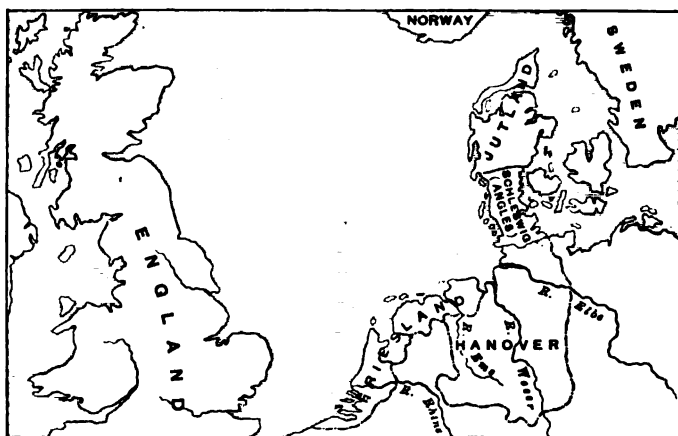 NORWAY
SWEDEN
JUTLAND
SCHLESWIG
(ANGLES)
ENGLAND
FRIESLAND
HANOVER
R. Elbe
R. Ems
R. Weser
R. Rhine